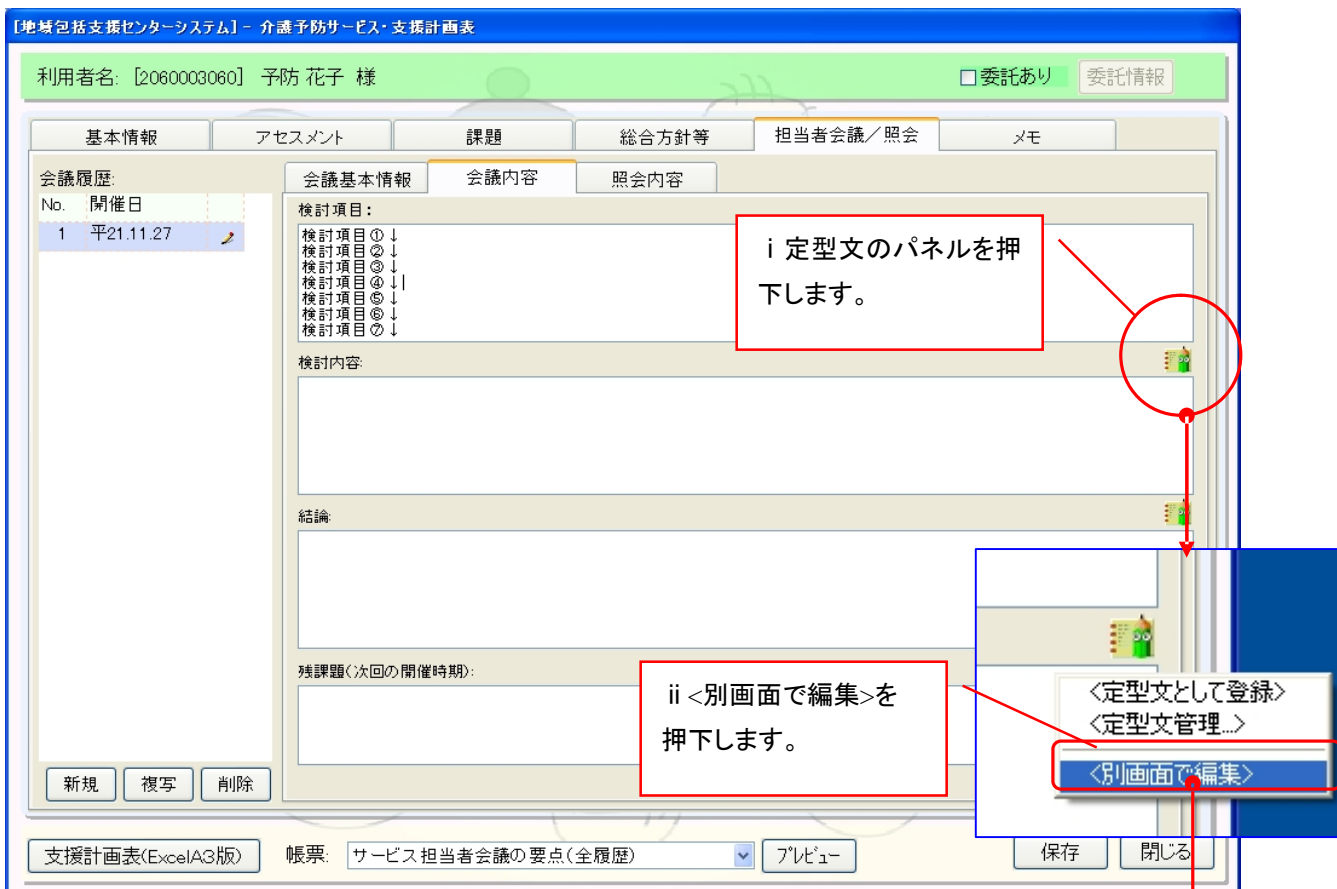 [地域包括支援センターシステム] - 介護予防サービス・支援計画表
利用者名: [2060003060] 予防 花子 様
委託あり 委託情報
基本情報 アセスメント 課題 総合方針等 担当者会議／照会 メモ
会議履歴:
会議基本情報 会議内容 照会内容
No. 開催日
1 平21.11.27
検討項目:
検討項目①↓
検討項目②↓
検討項目③↓
検討項目④↓
検討項目⑤↓
検討項目⑥↓
検討項目⑦↓
ⅰ定型文のパネルを押
下します。
検討内容:
結論:
残課題(次回の開催時期):
ⅱ<別画面で編集>を
押下します。
<定型文として登録>
<定型文管理...>
<別画面で編集>
新規 複写 削除
支援計画表(ExcelA3版) 帳票: サービス担当者会議の要点(全履歴) ﾌﾟﾚﾋﾞｭｰ 保存 閉じる